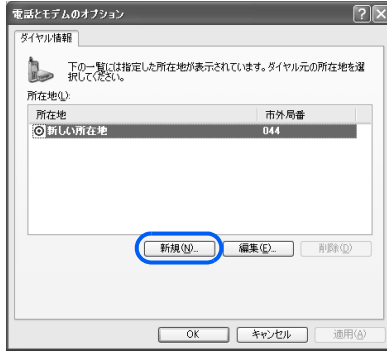 電話とモデムのオプション
ダイヤル情報
下の一覧には指定した所在地が表示されています。ダイヤル元の所在地を選
択してください。
所在地(L):
所在地 市外局番
新しい所在地 044
新規(N)... 編集(E)... 削除(D)
OK キャンセル 適用(A)